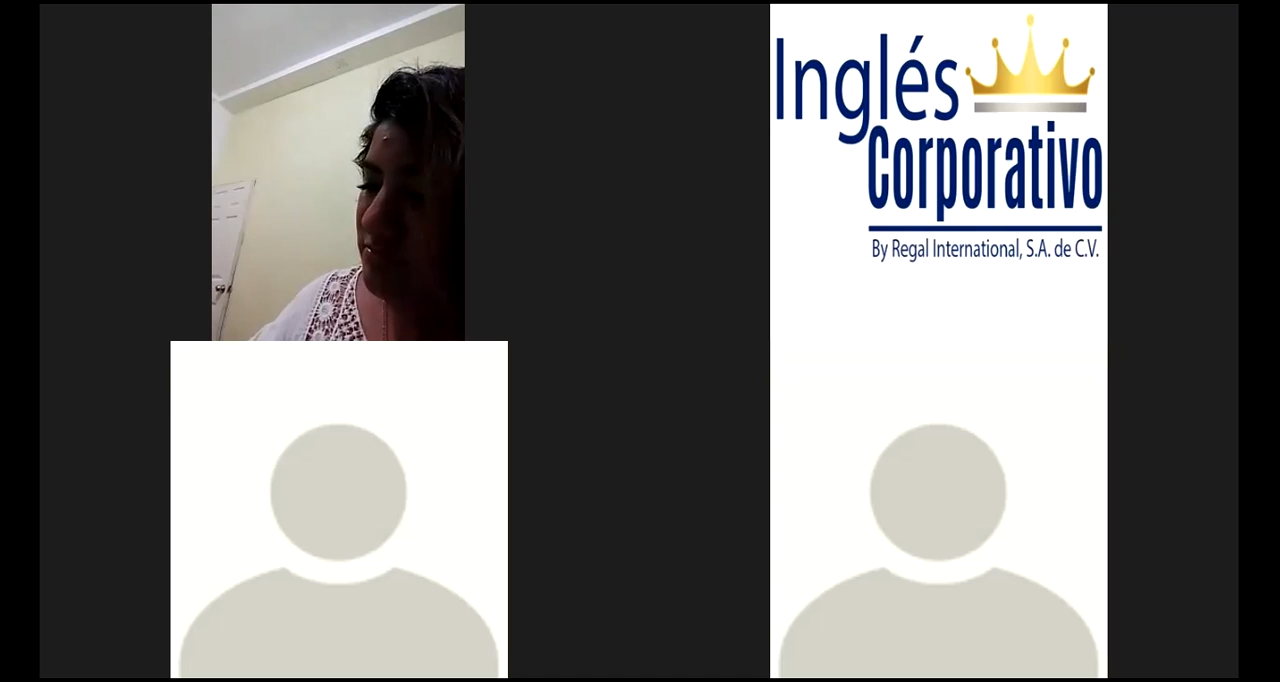 Inglés
Corporativo
By Regal International, S.A. de C.V.